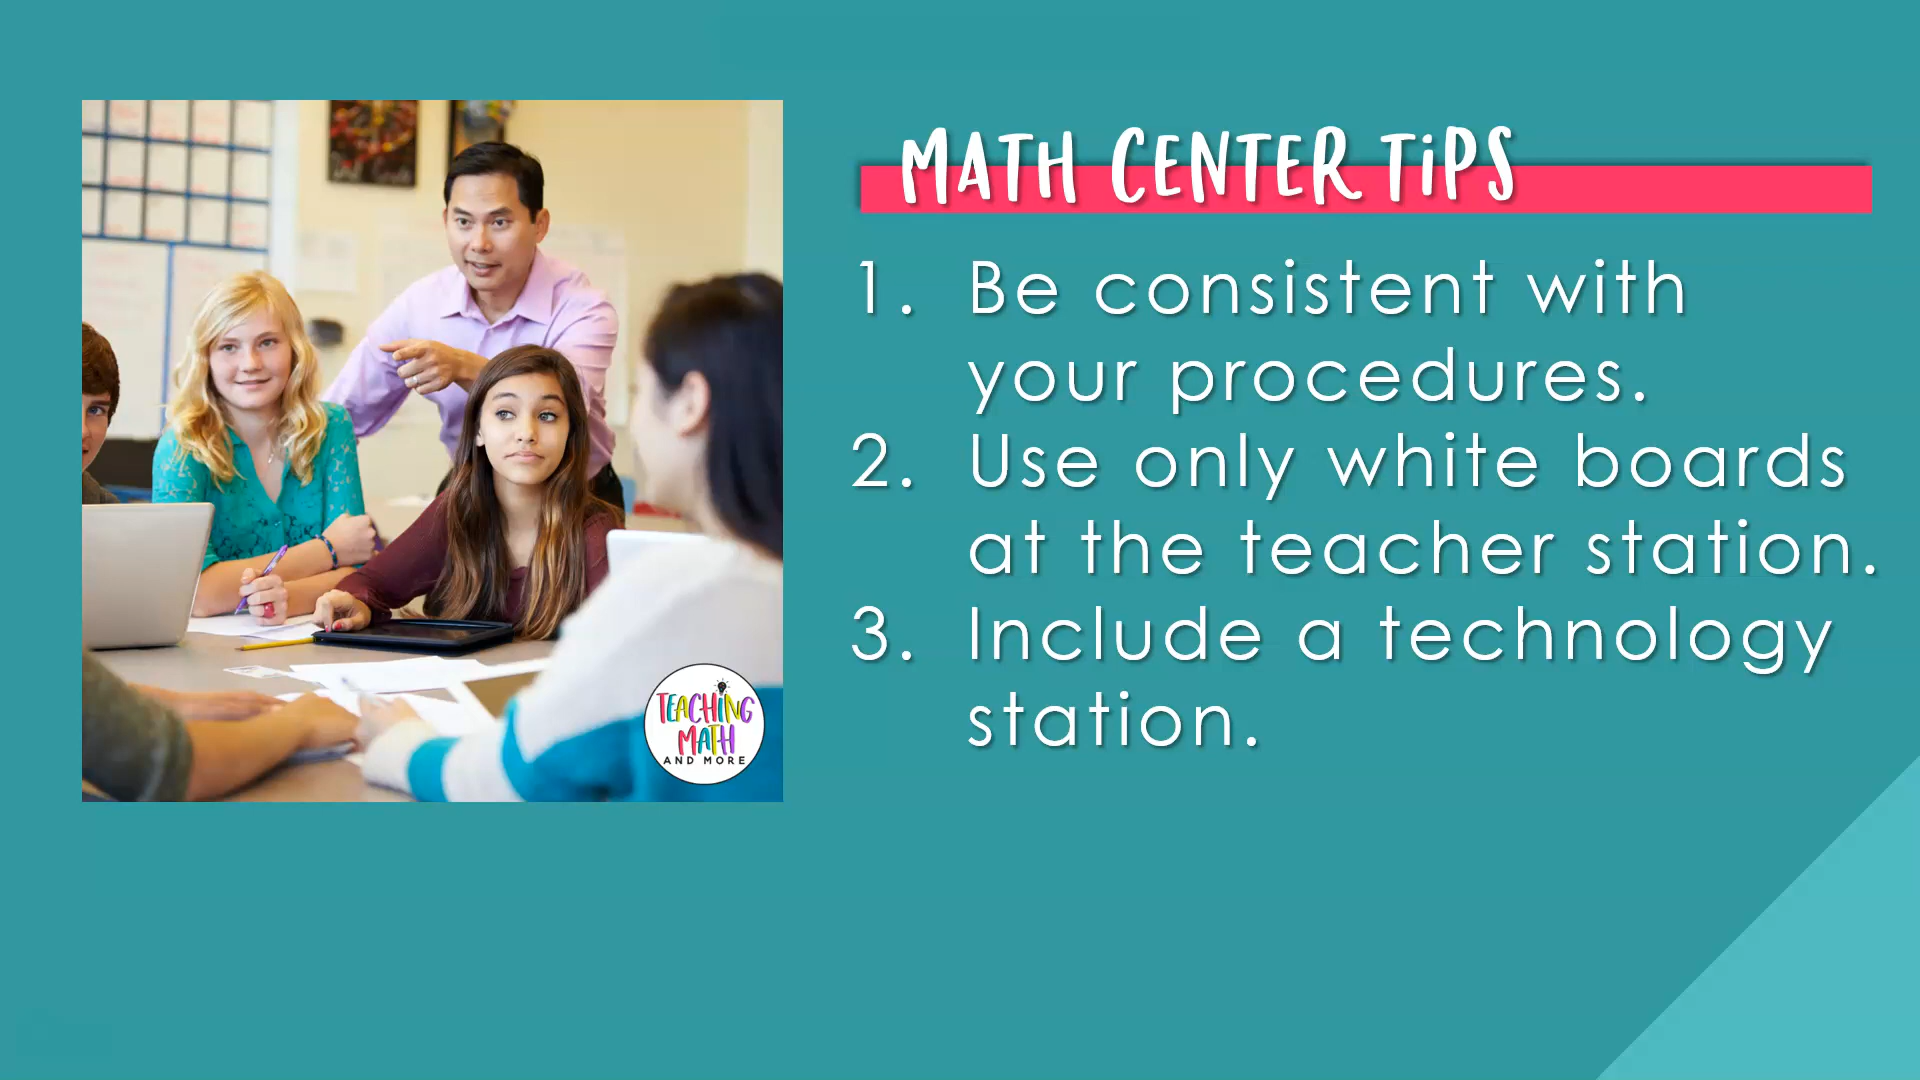 MATH CENTER TiPS
1. Be consistent with
your procedures.
2. Use only white boards
at the teacher station.
3. Include a technology
station.
TEACHiNG
MATH
AND MORE